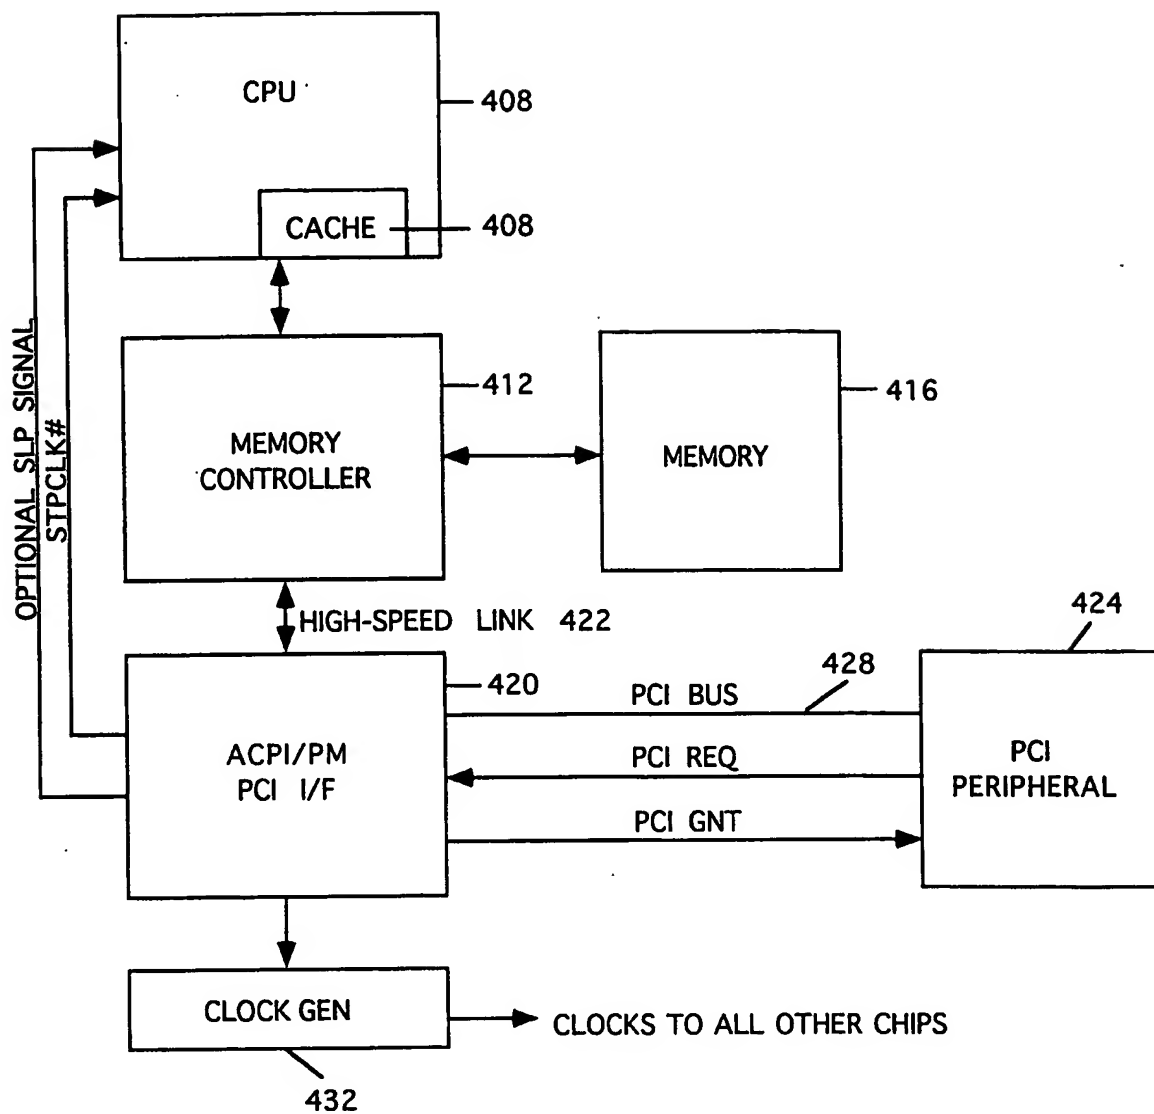 CPU
408
CACHE
408
OPTIONAL SLP SIGNAL
STPCLK#
412
MEMORY
CONTROLLER
416
MEMORY
HIGH-SPEED LINK 422
424
420
428
PCI BUS
ACPI/PM
PCI I/F
PCI REQ
PCI
PERIPHERAL
PCI GNT
CLOCK GEN
CLOCKS TO ALL OTHER CHIPS
432